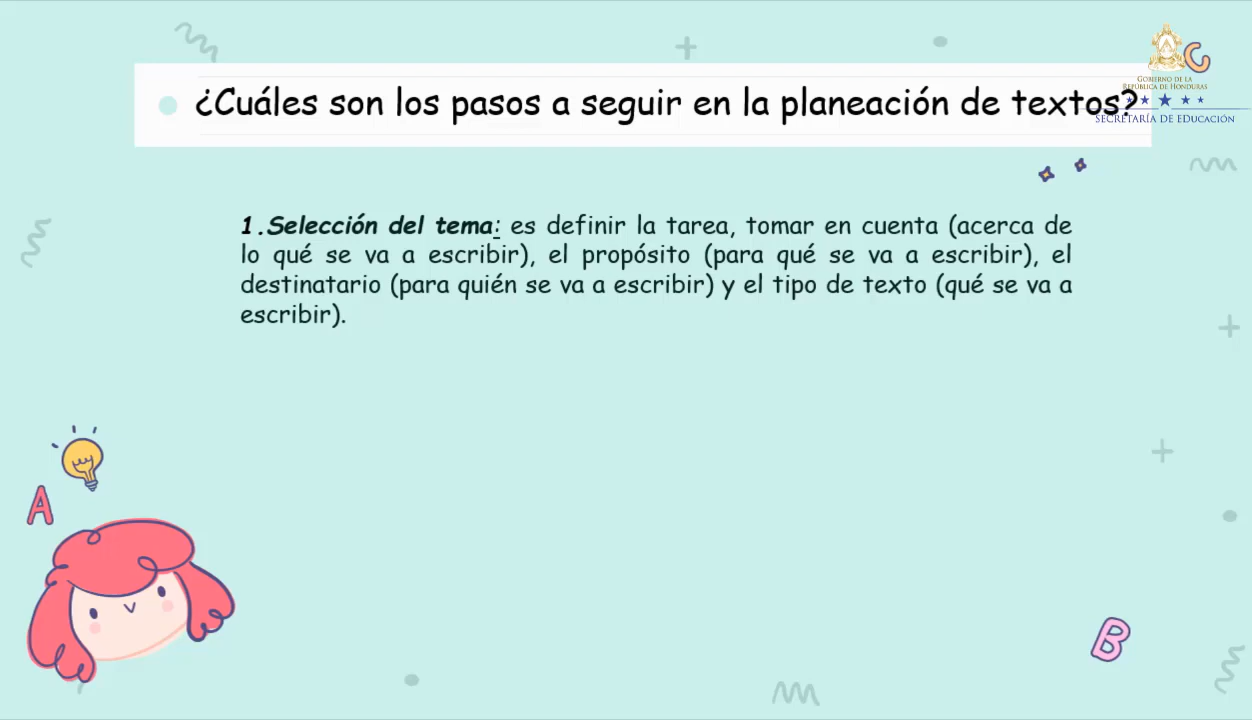 ¿Cuáles son los pasos a seguir en la planeación de textos?
C
GOBIERNO DE LA
REPÚBLICA DE HONDURAS
SECRETARÍA DE EDUCACIÓN
1.Selección del tema: es definir la tarea, tomar en cuenta (acerca de
lo qué se va a escribir), el propósito (para qué se va a escribir), el
destinatario (para quién se va a escribir) y el tipo de texto (qué se va a
escribir).
A
B